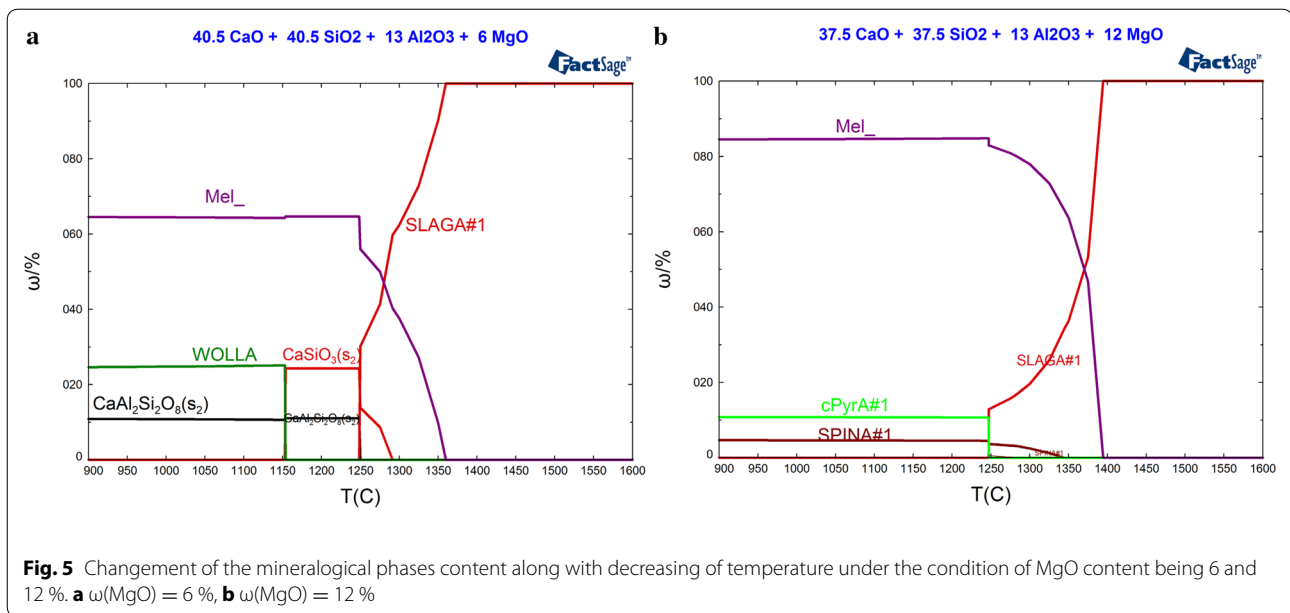 a
40.5 CaO + 40.5 SiO2 + 13 Al2O3 + 6 MgO
FactSage™
100
080
060
040
020
0
ω/%
Mel_
SLAGA#1
WOLLA
CaSiO₃(s₂)
CaAl₂Si₂O₈(s₂)
CaAl₂Si₂O₈(s₂)
900 950 1000 1050 1100 1150 1200 1250 1300 1350 1400 1450 1500 1550 1600
T(C)
b
37.5 CaO + 37.5 SiO2 + 13 Al2O3 + 12 MgO
FactSage™
100
080
060
040
020
0
ω/%
Mel_
SLAGA#1
cPyrA#1
SPINA#1
SPINA#1
900 950 1000 1050 1100 1150 1200 1250 1300 1350 1400 1450 1500 1550 1600
T(C)
Fig. 5 Changement of the mineralogical phases content along with decreasing of temperature under the condition of MgO content being 6 and
12 %. a ω(MgO) = 6 %, b ω(MgO) = 12 %